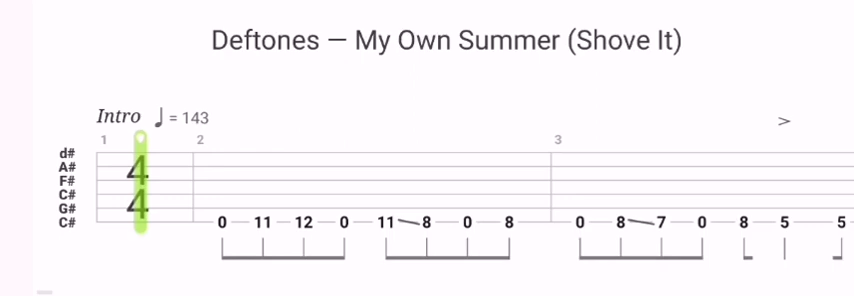 Deftones — My Own Summer (Shove It)
Intro ♩ = 143
>
1 2 3
d#
A#
F#
C#
G#
C#
4
4
0 11 12 0 11 8 0 8 0 8 7 0 8 5 5